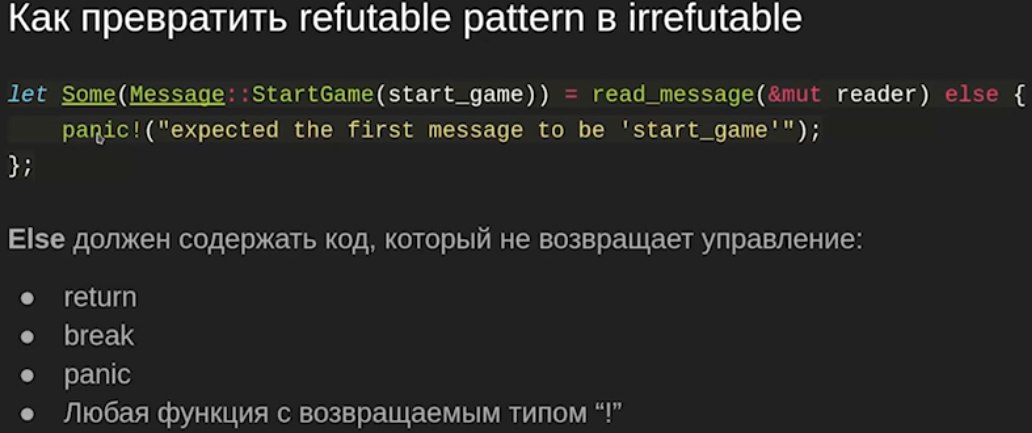 Как превратить refutable pattern в irrefutable
let Some(Message::StartGame(start_game)) = read_message(&mut reader) else {
    panic!("expected the first message to be 'start_game'");
};
Else должен содержать код, который не возвращает управление:
● return
● break
● panic
● Любая функция с возвращаемым типом “!”